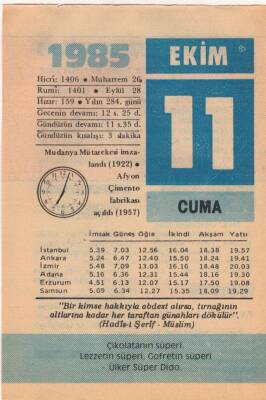 1985
Hicrî: 1406 • Muharrem 26
Rumî: 1401 • Eylül 28
Hızır: 159 • Yılın 284. günü
Gecenin devamı: 12 s. 25 d.
Gündüzün devamı: 11 s. 35 d.
Gündüzün kısalışı: 3 dakika
Mudanya Mütarekesi imza-
landı (1922) •
Afyon
Çimento
fabrikası
açıldı (1957)
EKİM
11
CUMA
İmsak Güneş Öğle İkindi Akşam Yatsı
İstanbul 5.39 7.03 12.56 16.04 18.38 19.57
Ankara 5.24 6.47 12.40 15.50 18.24 19.41
İzmir 5.48 7.09 13.03 16.16 18.48 20.03
Adana 5.16 6.36 12.31 15.44 18.16 19.30
Erzurum 4.51 6.13 12.07 15.17 17.50 19.08
Samsun 5.09 6.34 12.27 15.35 18.09 19.29
"Bir kimse hakkıyla abdest alırsa, tırnağının
altlarına kadar her taraftan günahları dökülür".
(Hadîs-i Şerîf - Müslim)
Çikolatanın süperi
Lezzetin süperi, Gofretin süperi
Ülker Süper Dido.